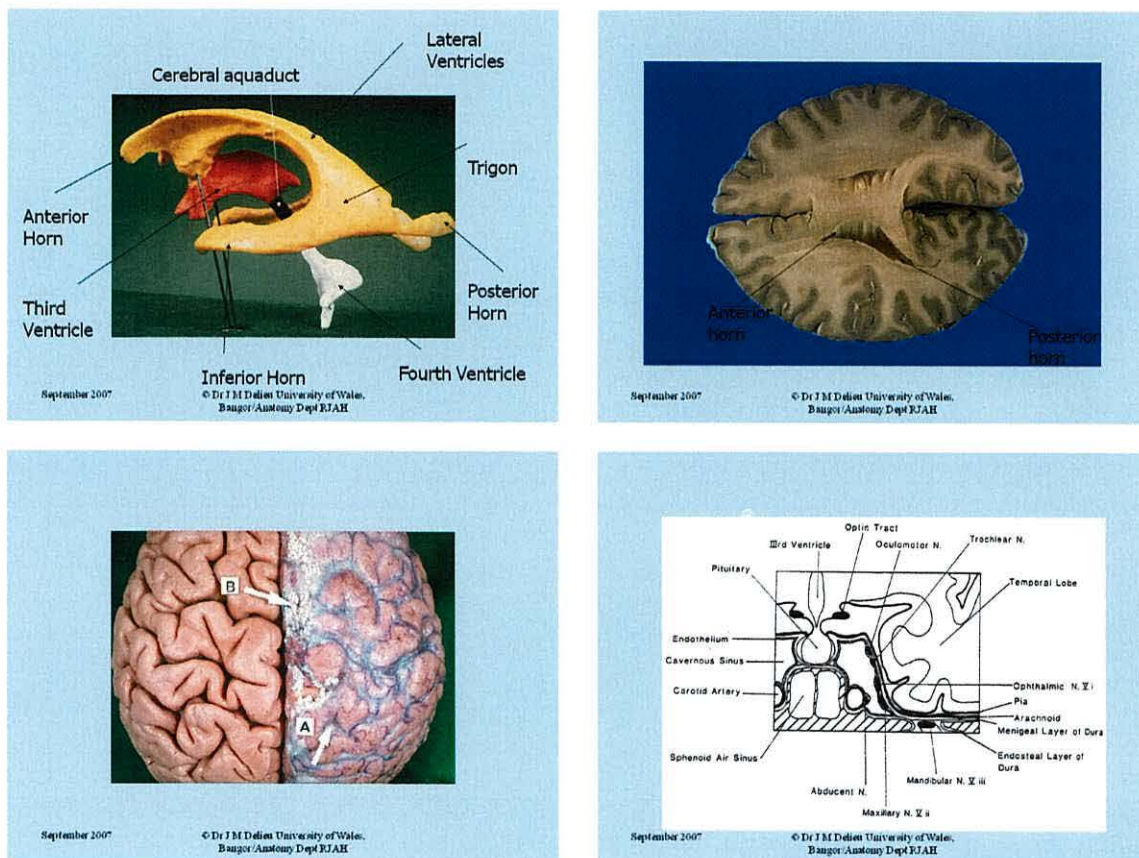 Lateral
Ventricles
Cerebral aquaduct
Trigon
Anterior
Horn
Third
Ventricle
Posterior
Horn
Inferior Horn
Fourth Ventricle
September 2007
© Dr J M Delieu University of Wales,
Bangor/Anatomy Dept RJAH
Anterior
horn
Posterior
horn
September 2007
© Dr J M Delieu University of Wales,
Bangor/Anatomy Dept RJAH
B
A
September 2007
© Dr J M Delieu University of Wales,
Bangor/Anatomy Dept RJAH
Optic Tract
IIIrd Ventricle
Oculomotor N.
Trochlear N.
Pituitary
Temporal Lobe
Endothelium
Cavernous Sinus
Carotid Artery
Ophthalmic N. V i
Pia
Arachnoid
Menigeal Layer of Dura
Sphenoid Air Sinus
Endosteal Layer of
Dura
Mandibular N. V iii
Abducent N.
Maxillary N. V ii
September 2007
© Dr J M Delieu University of Wales,
Bangor/Anatomy Dept RJAH